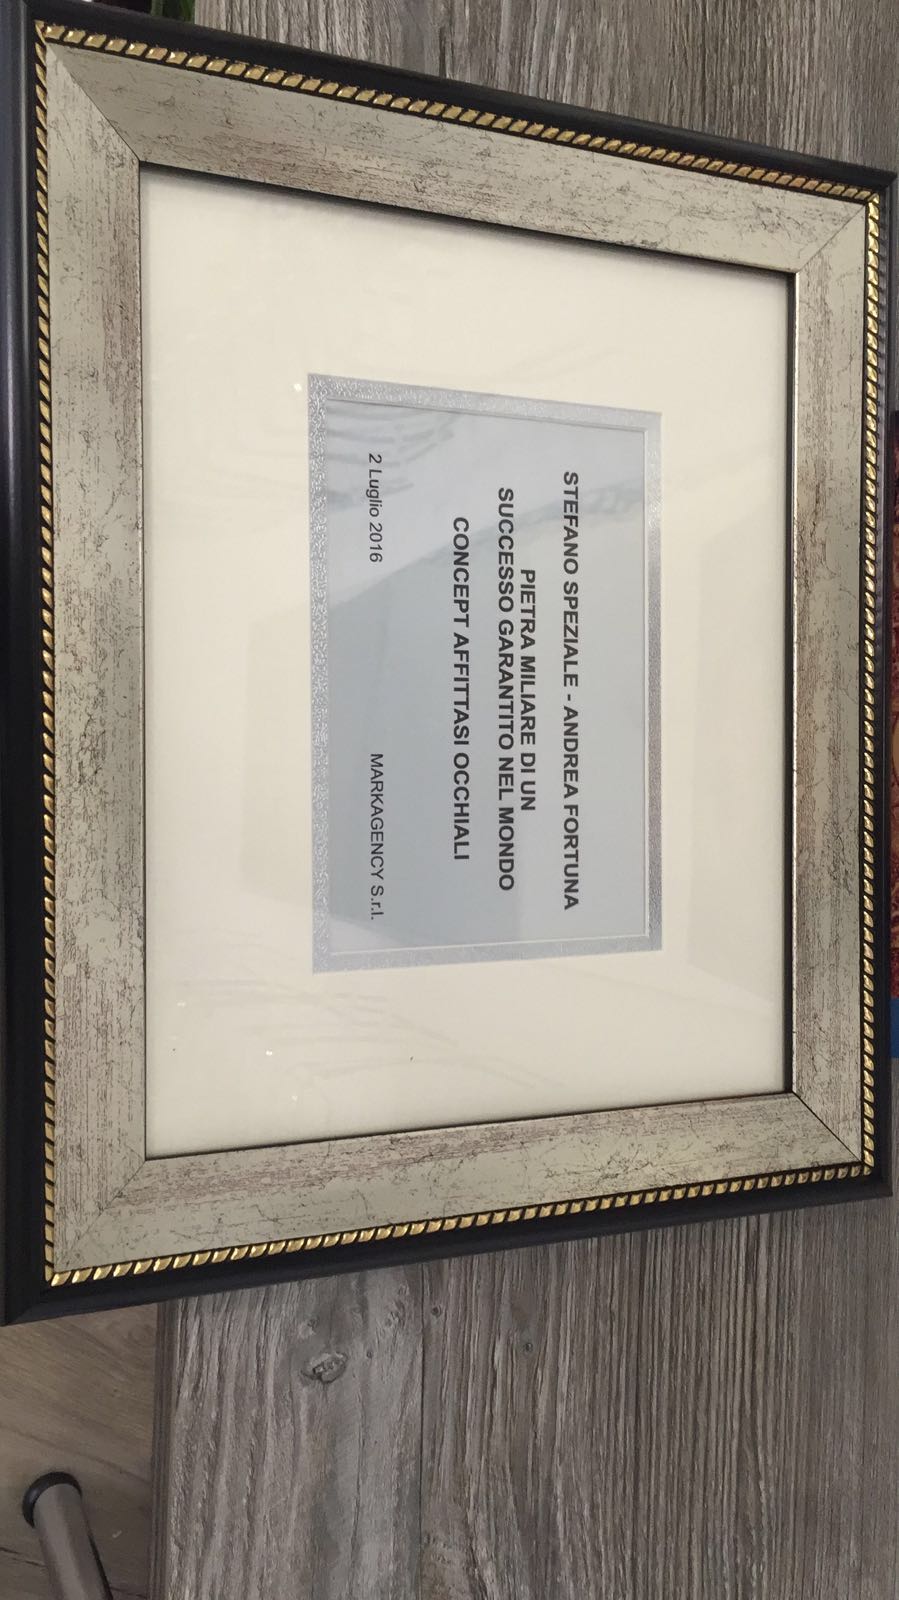 STEFANO SPEZIALE - ANDREA FORTUNA
PIETRA MILIARE DI UN
SUCCESSO GARANTITO NEL MONDO
CONCEPT AFFITTASI OCCHIALI
2 Luglio 2016 MARKAGENCY S.r.l.